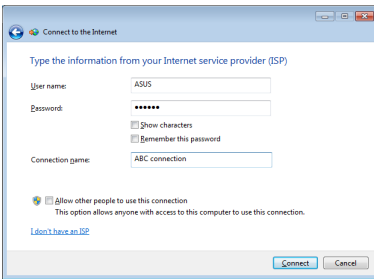 Connect to the Internet
Type the information from your Internet service provider (ISP)
User name: ASUS
Password: ••••••
Show characters
Remember this password
Connection name: ABC connection
Allow other people to use this connection
This option allows anyone with access to this computer to use this connection.
I don't have an ISP
Connect Cancel